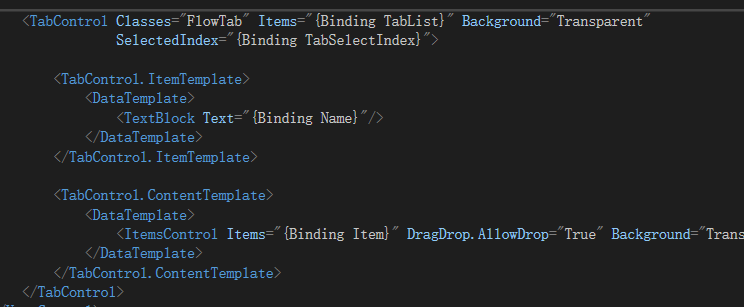 <TabControl Classes="FlowTab" Items="{Binding TabList}" Background="Transparent"
SelectedIndex="{Binding TabSelectIndex}">
<TabControl.ItemTemplate>
<DataTemplate>
<TextBlock Text="{Binding Name}"/>
</DataTemplate>
</TabControl.ItemTemplate>
<TabControl.ContentTemplate>
<DataTemplate>
<ItemsControl Items="{Binding Item}" DragDrop.AllowDrop="True" Background="Trans
</DataTemplate>
</TabControl.ContentTemplate>
</TabControl>